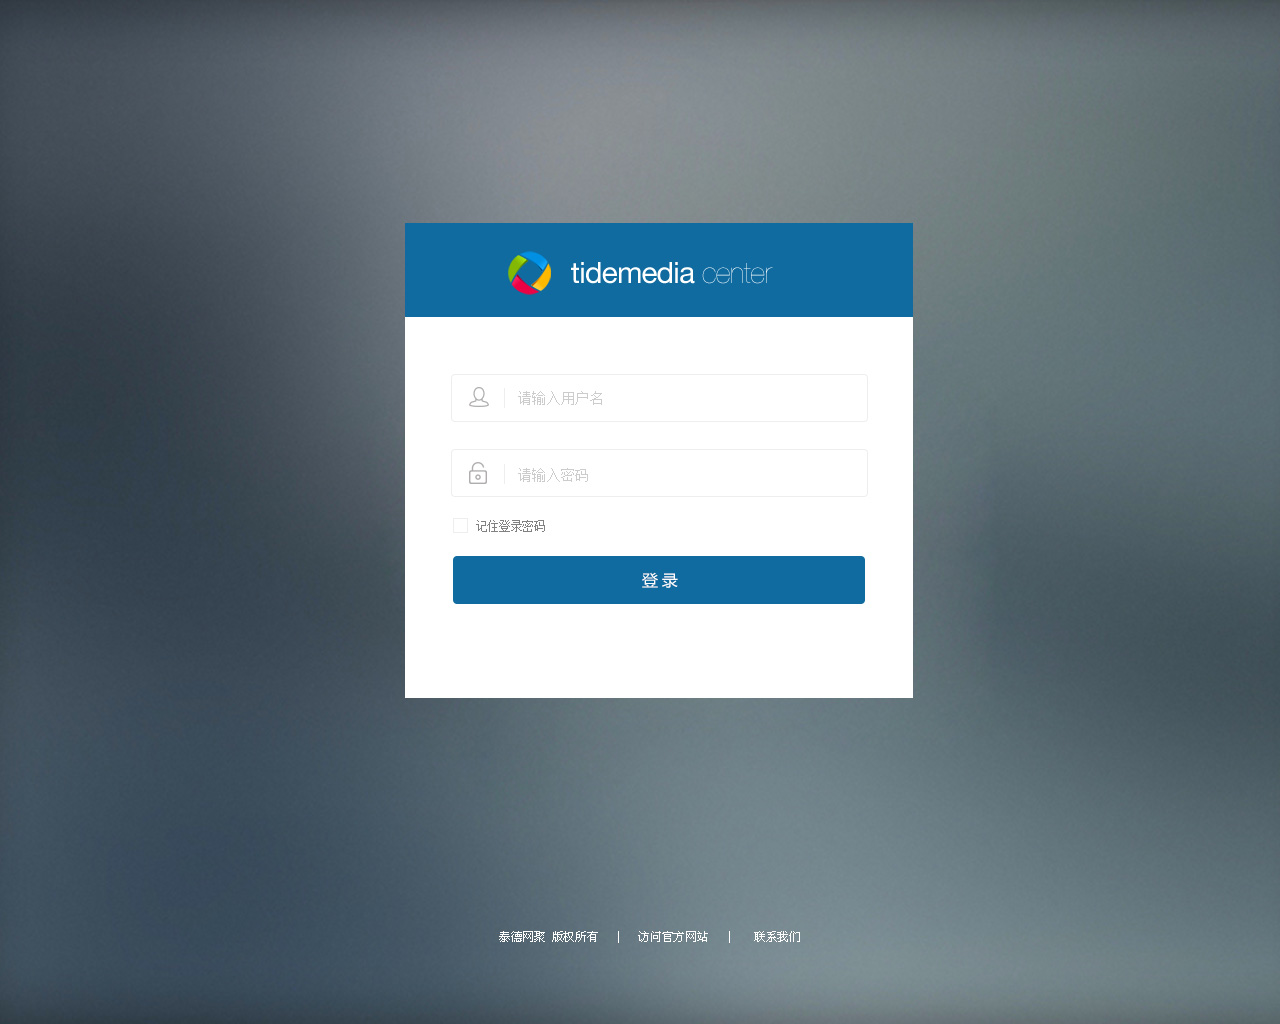 tidemedia center
请输入用户名
请输入密码
记住登录密码
登录
泰德网聚 版权所有 | 访问官方网站 | 联系我们